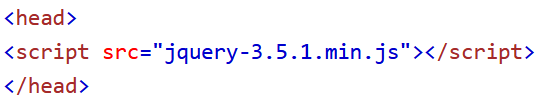 <head>
<script src="jquery-3.5.1.min.js"></script>
</head>